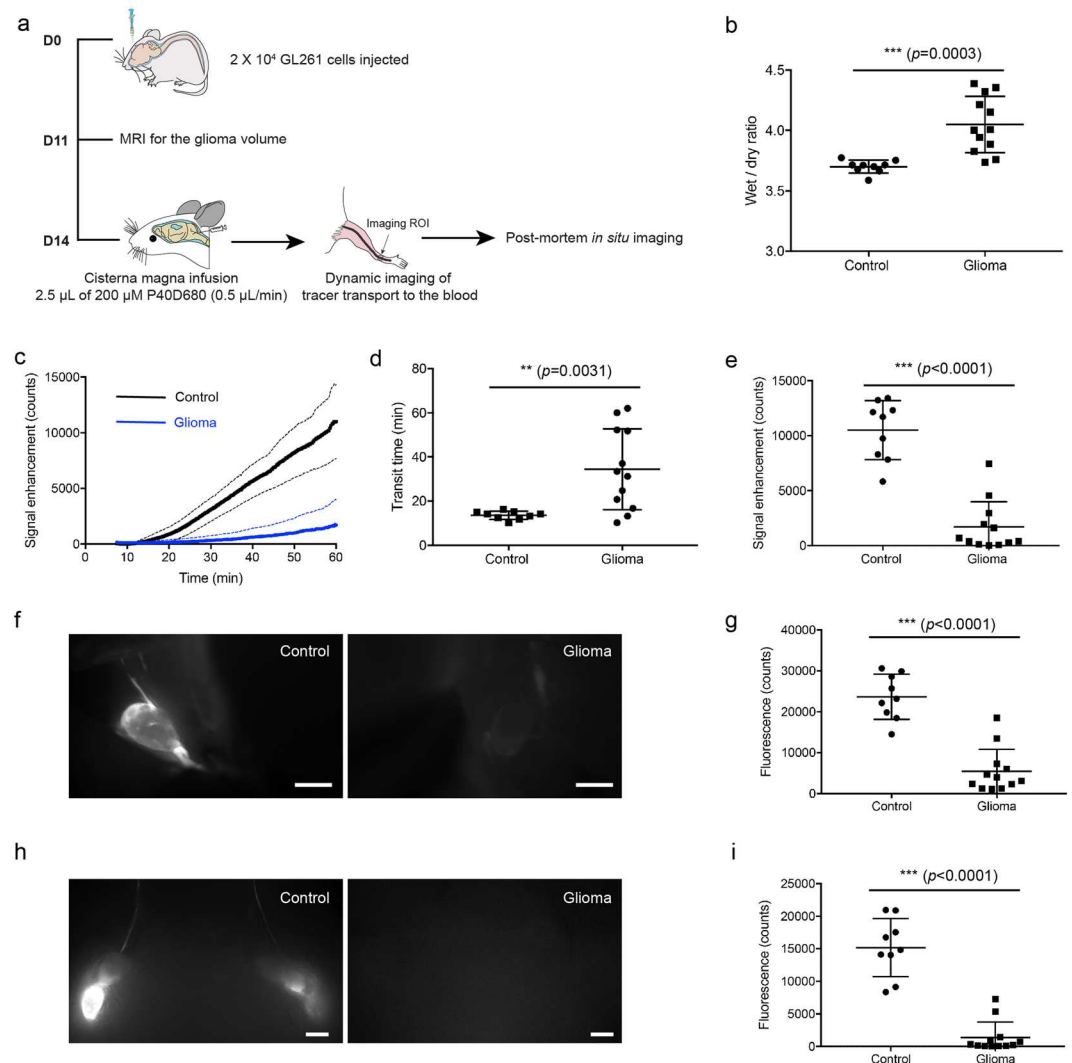 a
D0
2 X 10⁴ GL261 cells injected
D11
MRI for the glioma volume
D14
Imaging ROI
Post-mortem in situ imaging
Cisterna magna infusion
2.5 µL of 200 µM P40D680 (0.5 µL/min)
Dynamic imaging of
tracer transport to the blood
b
*** (p=0.0003)
Wet / dry ratio
4.5
4.0
3.5
3.0
Control
Glioma
c
Signal enhancement (counts)
15000
10000
5000
0
Control
Glioma
0
10
20
30
40
50
60
Time (min)
d
** (p=0.0031)
Transit time (min)
80
60
40
20
0
Control
Glioma
e
*** (p<0.0001)
Signal enhancement (counts)
15000
10000
5000
0
Control
Glioma
f
Control
Glioma
g
*** (p<0.0001)
Fluorescence (counts)
40000
30000
20000
10000
0
Control
Glioma
h
Control
Glioma
i
*** (p<0.0001)
Fluorescence (counts)
25000
20000
15000
10000
5000
0
Control
Glioma